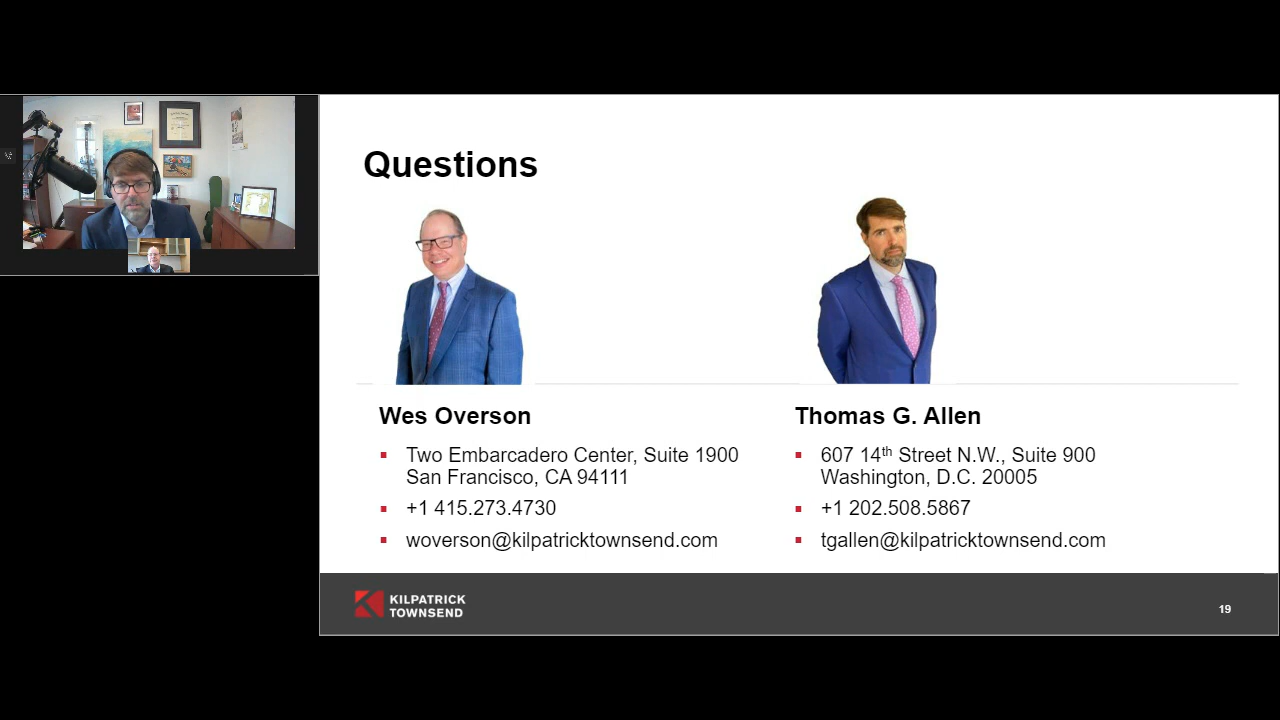 Questions
Wes Overson
Two Embarcadero Center, Suite 1900
San Francisco, CA 94111
+1 415.273.4730
woverson@kilpatricktownsend.com
Thomas G. Allen
607 14th Street N.W., Suite 900
Washington, D.C. 20005
+1 202.508.5867
tgallen@kilpatricktownsend.com
KILPATRICK
TOWNSEND
19